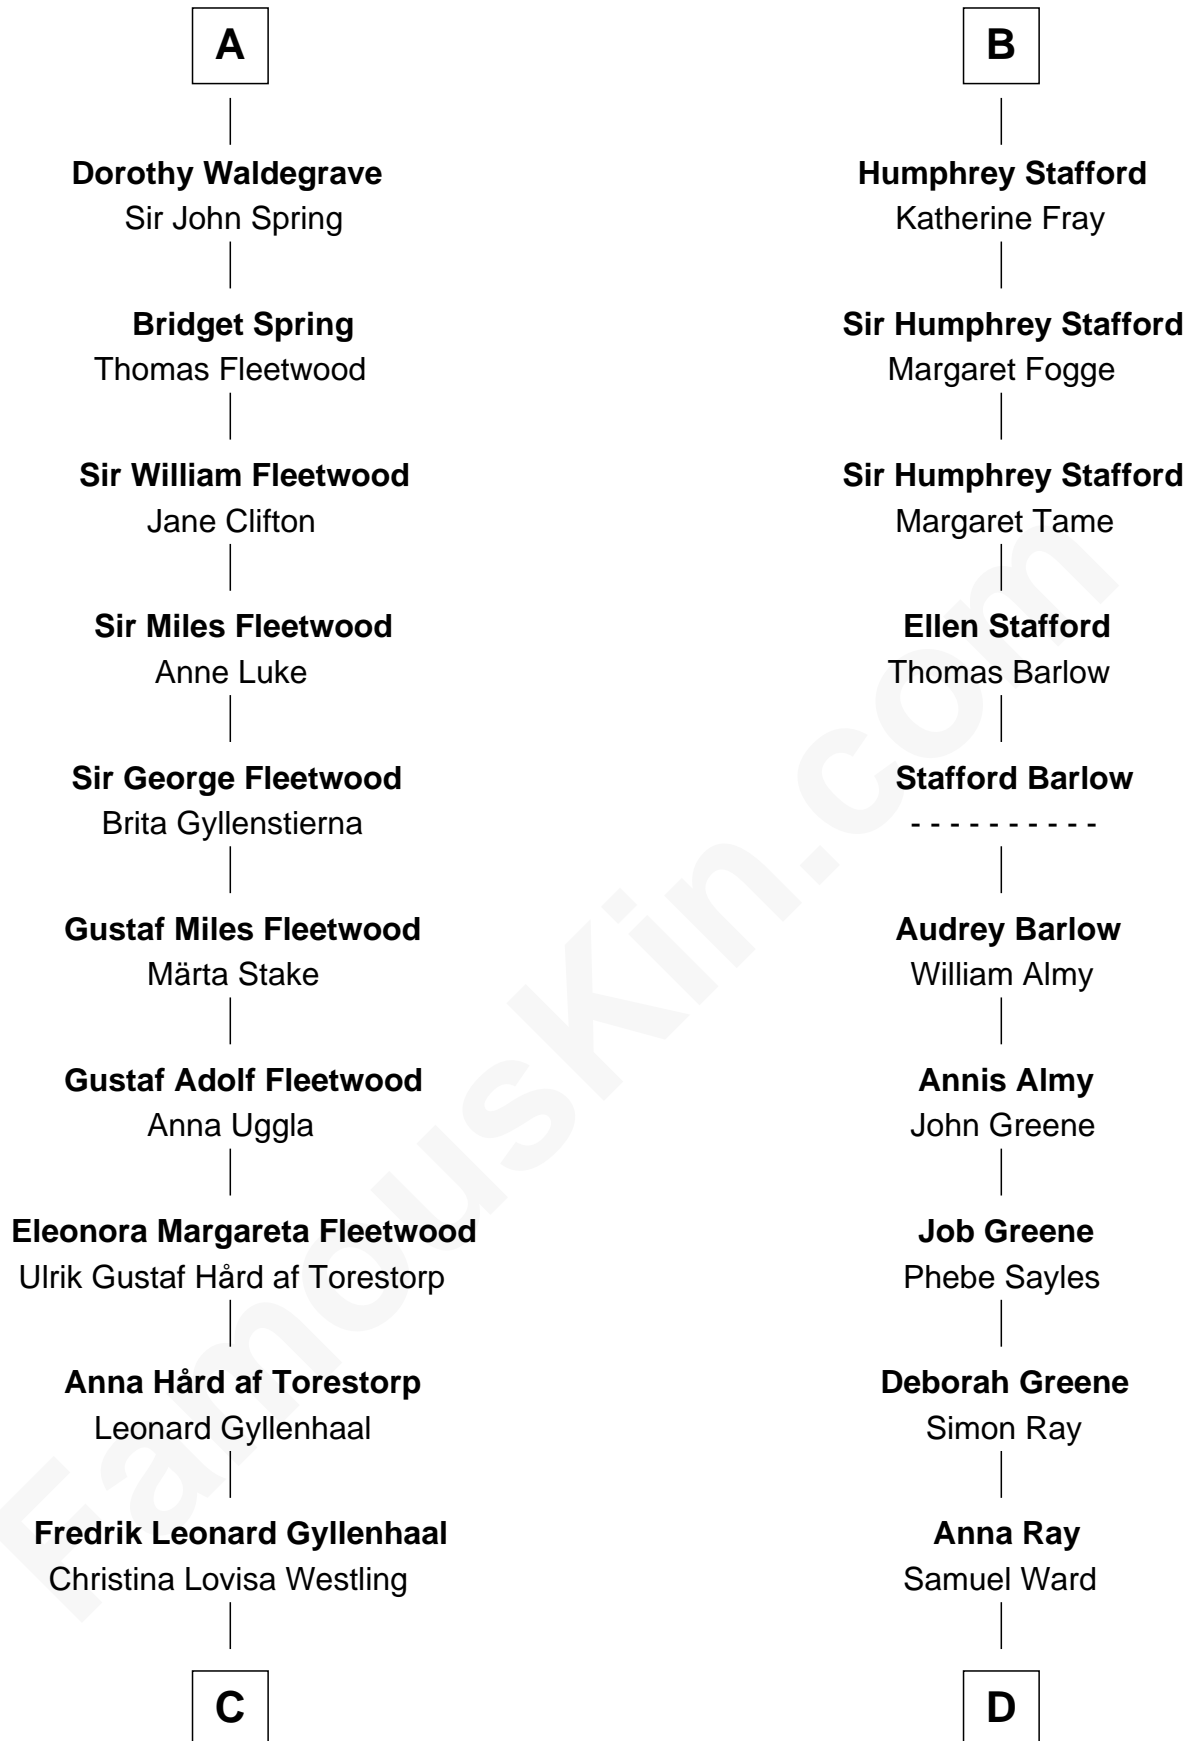 A
Dorothy Waldegrave
Sir John Spring
Bridget Spring
Thomas Fleetwood
Sir William Fleetwood
Jane Clifton
Sir Miles Fleetwood
Anne Luke
Sir George Fleetwood
Brita Gyllenstierna
Gustaf Miles Fleetwood
Märta Stake
Gustaf Adolf Fleetwood
Anna Uggla
Eleonora Margareta Fleetwood
Ulrik Gustaf Hård af Torestorp
Anna Hård af Torestorp
Leonard Gyllenhaal
Fredrik Leonard Gyllenhaal
Christina Lovisa Westling
C
B
Humphrey Stafford
Katherine Fray
Sir Humphrey Stafford
Margaret Fogge
Sir Humphrey Stafford
Margaret Tame
Ellen Stafford
Thomas Barlow
Stafford Barlow
- - - - - - - - - -
Audrey Barlow
William Almy
Annis Almy
John Greene
Job Greene
Phebe Sayles
Deborah Greene
Simon Ray
Anna Ray
Samuel Ward
D
FamousKin.com